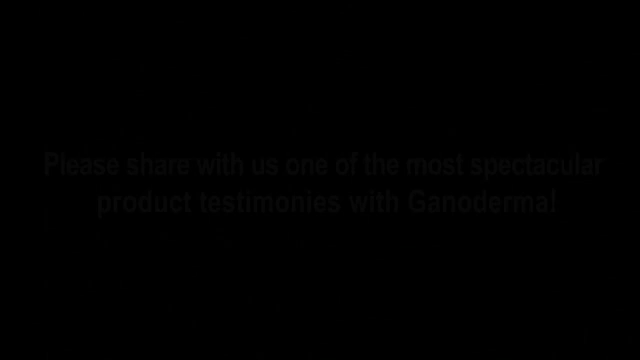 Please share with us one of the most spectacular
product testimonies with Ganoderma!